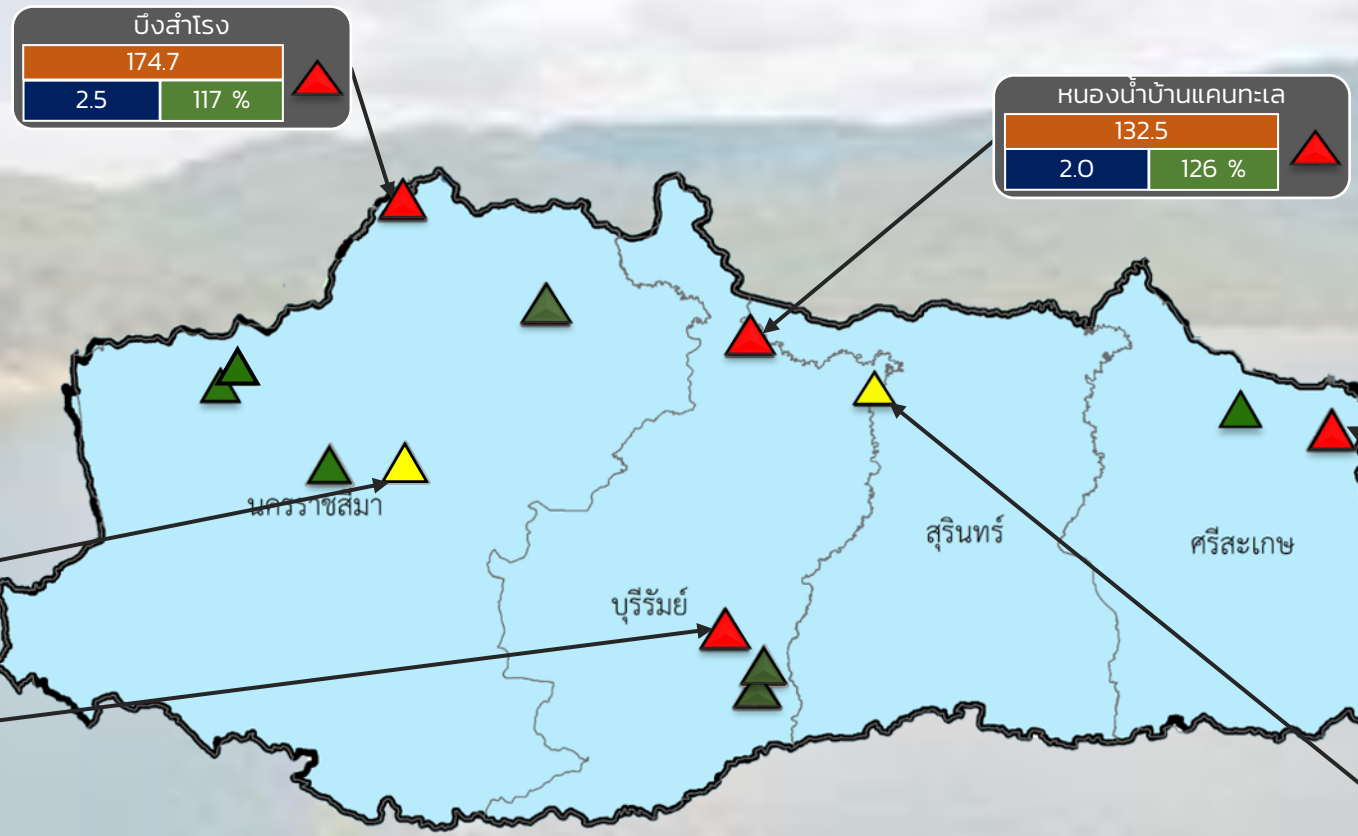 บึงสำโรง
174.7
2.5 117 %
หนองน้ำบ้านแคนทะเล
132.5
2.0 126 %
นครราชสีมา
สุรินทร์
ศรีสะเกษ
บุรีรัมย์